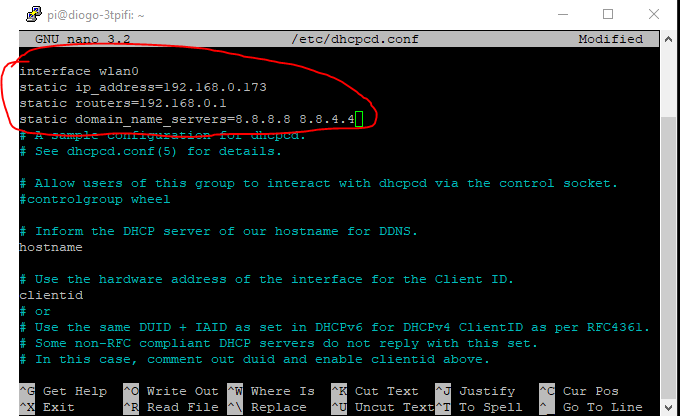 pi@diogo-3tpifi: ~
GNU nano 3.2 /etc/dhcpcd.conf Modified
interface wlan0
static ip_address=192.168.0.173
static routers=192.168.0.1
static domain_name_servers=8.8.8.8 8.8.4.4
# A sample configuration for dhcpcd.
# See dhcpcd.conf(5) for details.
# Allow users of this group to interact with dhcpcd via the control socket.
#controlgroup wheel
# Inform the DHCP server of our hostname for DDNS.
hostname
# Use the hardware address of the interface for the Client ID.
clientid
# or
# Use the same DUID + IAID as set in DHCPv6 for DHCPv4 ClientID as per RFC4361.
# Some non-RFC compliant DHCP servers do not reply with this set.
# In this case, comment out duid and enable clientid above.
^G Get Help ^O Write Out ^W Where Is ^K Cut Text ^J Justify ^C Cur Pos
^X Exit ^R Read File ^\ Replace ^U Uncut Text ^T To Spell ^_ Go To Line